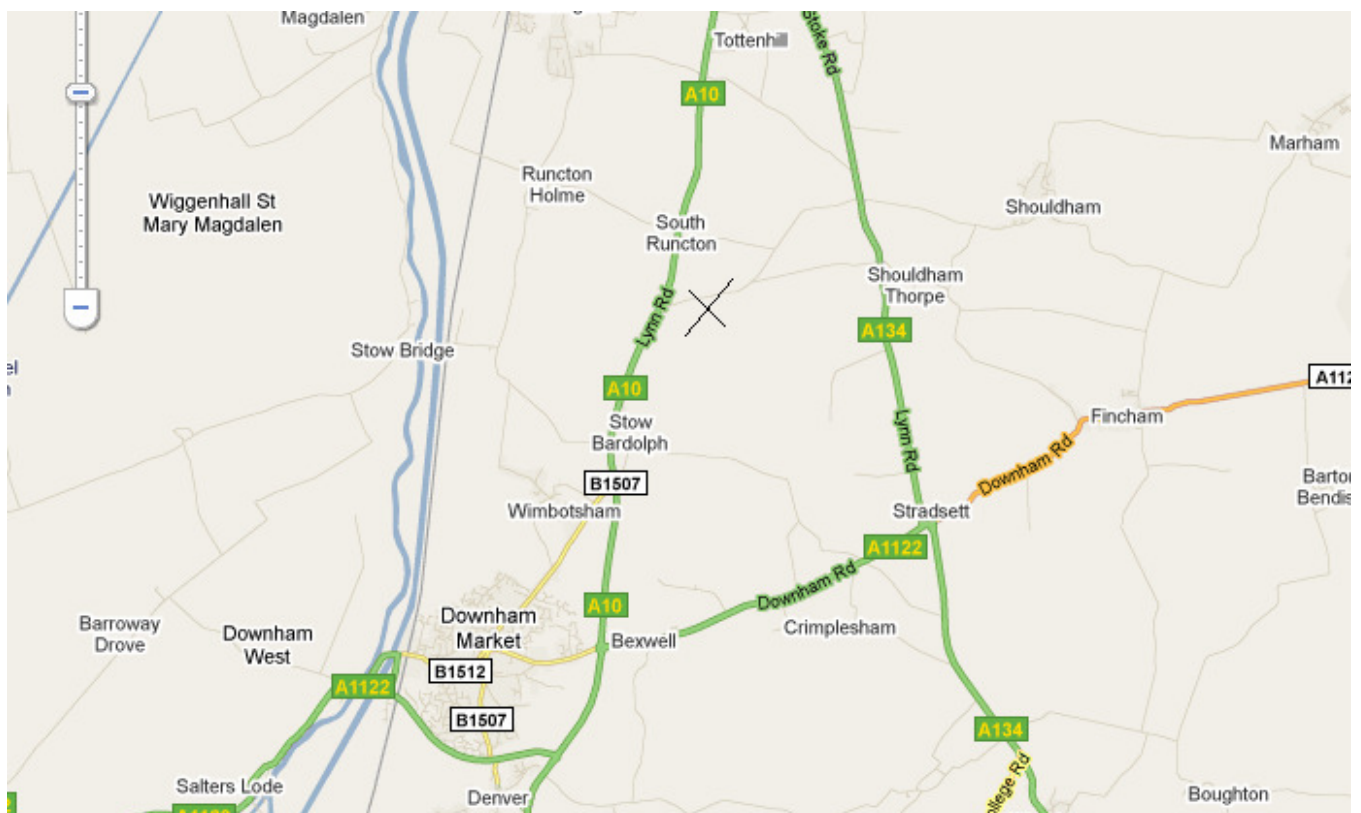 Magdalen
Tottenhill
Stoke Rd
A10
Marham
Runcton
Holme
Wiggenhall St
Mary Magdalen
Shouldham
South
Runcton
Shouldham
Thorpe
Lynn Rd
A134
Stow Bridge
A10
Fincham
Stow
Bardolph
Lynn Rd
Downham Rd
B1507
Wimbotsham
Stradsett
A1122
Downham Rd
A10
Barroway
Drove
Downham
West
Downham
Market
Bexwell
Crimplesham
B1512
A1122
B1507
A134
Salters Lode
Denver
Boughton